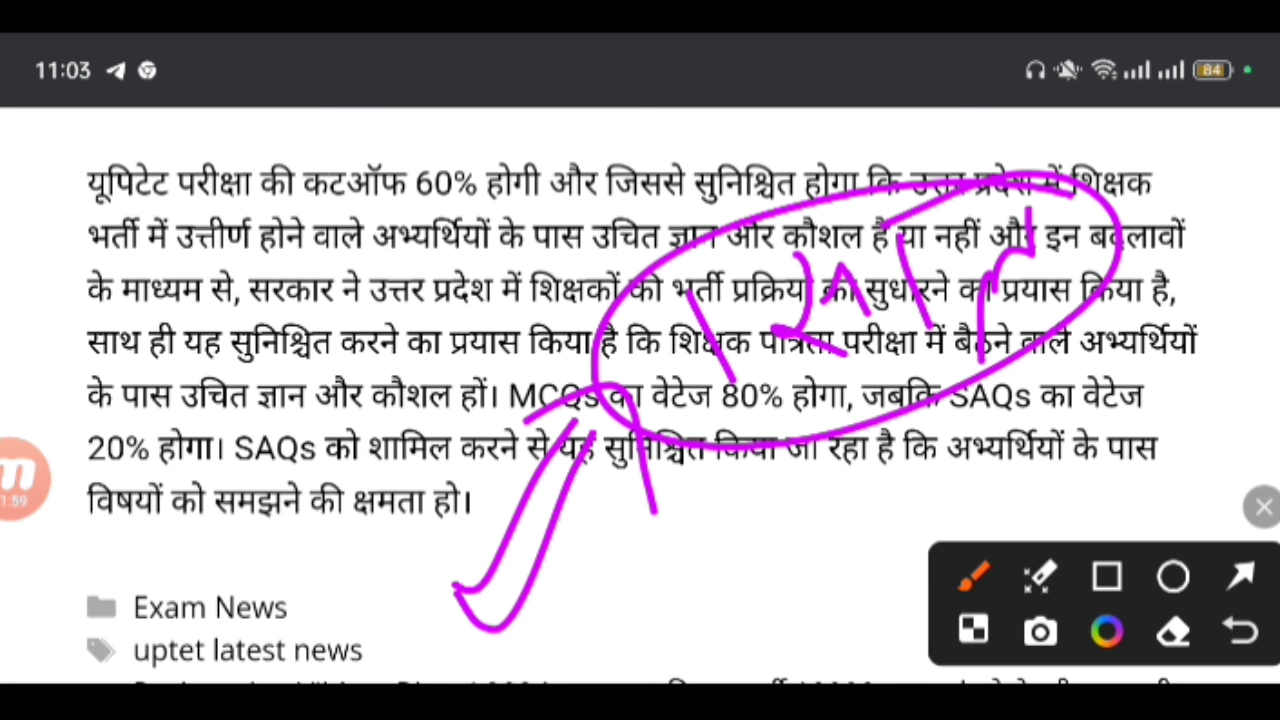 11:03
84
यूपिटेट परीक्षा की कटऑफ 60% होगी और जिससे सुनिश्चित होगा कि उत्तर प्रदेश में शिक्षक
भर्ती में उत्तीर्ण होने वाले अभ्यर्थियों के पास उचित ज्ञान और कौशल हैं या नहीं और इन बदलावों
के माध्यम से, सरकार ने उत्तर प्रदेश में शिक्षकों की भर्ती प्रक्रिया को सुधारने का प्रयास किया है,
साथ ही यह सुनिश्चित करने का प्रयास किया है कि शिक्षक पात्रता परीक्षा में बैठने वाले अभ्यर्थियों
के पास उचित ज्ञान और कौशल हों। MCQs का वेटेज 80% होगा, जबकि SAQs का वेटेज
20% होगा। SAQs को शामिल करने से यह सुनिश्चित किया जा रहा है कि अभ्यर्थियों के पास
विषयों को समझने की क्षमता हो।
1:59
Exam News
uptet latest news